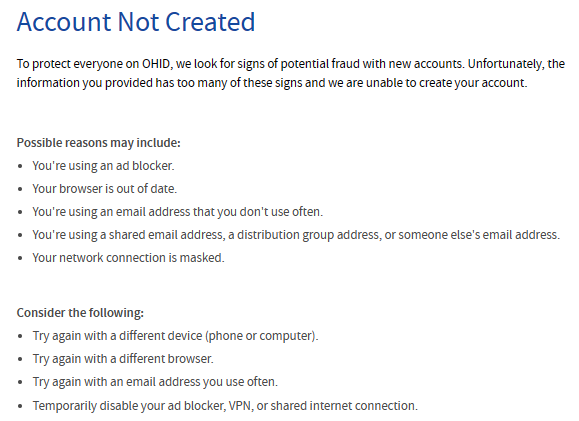 Account Not Created
To protect everyone on OHID, we look for signs of potential fraud with new accounts. Unfortunately, the
information you provided has too many of these signs and we are unable to create your account.
Possible reasons may include:
• You're using an ad blocker.
• Your browser is out of date.
• You're using an email address that you don't use often.
• You're using a shared email address, a distribution group address, or someone else's email address.
• Your network connection is masked.
Consider the following:
• Try again with a different device (phone or computer).
• Try again with a different browser.
• Try again with an email address you use often.
• Temporarily disable your ad blocker, VPN, or shared internet connection.